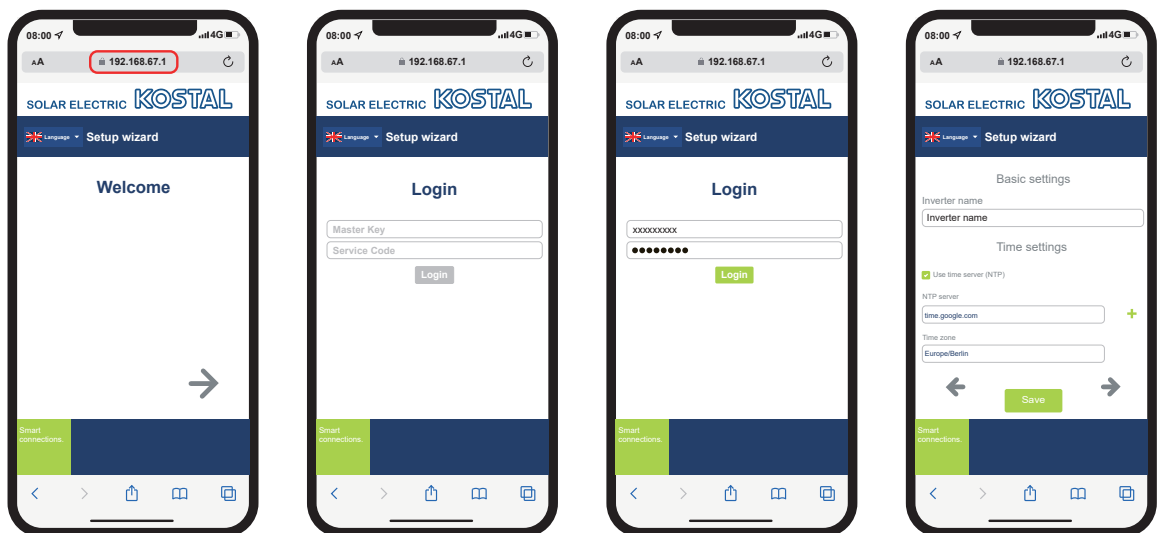 08:00 4G
AA 192.168.67.1
SOLAR ELECTRIC KOSTAL
Language Setup wizard
Welcome
Smart
connections.
08:00 4G
AA 192.168.67.1
SOLAR ELECTRIC KOSTAL
Language Setup wizard
Login
Master Key
Service Code
Login
Smart
connections.
08:00 4G
AA 192.168.67.1
SOLAR ELECTRIC KOSTAL
Language Setup wizard
Login
xxxxxxxxx
●●●●●●●●
Login
Smart
connections.
08:00 4G
AA 192.168.67.1
SOLAR ELECTRIC KOSTAL
Language Setup wizard
Basic settings
Inverter name
Inverter name
Time settings
Use time server (NTP)
NTP server
time.google.com
+
Time zone
Europe/Berlin
Save
Smart
connections.